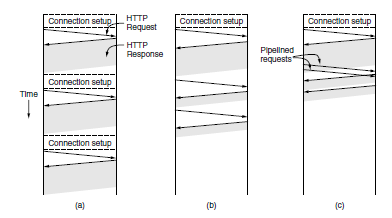 Connection setup
HTTP
Request
HTTP
Response
Connection setup
Connection setup
Time
(a)
Connection setup
(b)
Connection setup
Pipelined
requests
(c)